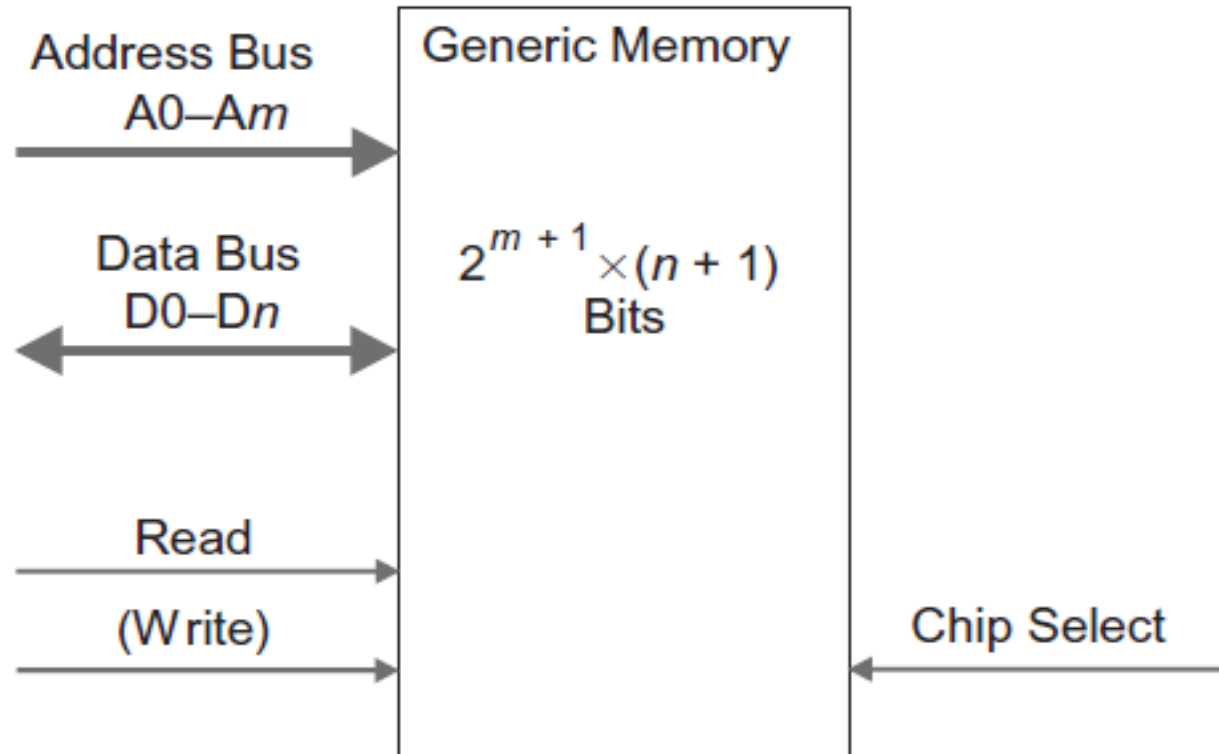 Address Bus
A0–Am
Generic Memory
Data Bus
D0–Dn
2^{m + 1} ×(n + 1)
Bits
Read
(Write)
Chip Select